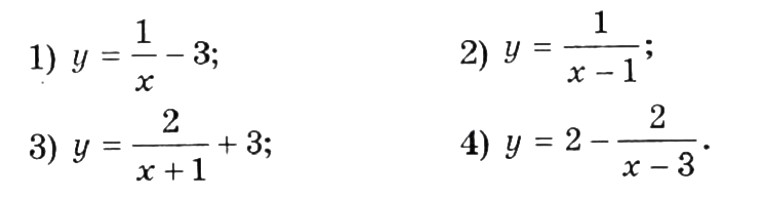 1) y = 1/x − 3; 2) y = 1/(x − 1);
3) y = 2/(x + 1) + 3; 4) y = 2 − 2/(x − 3).